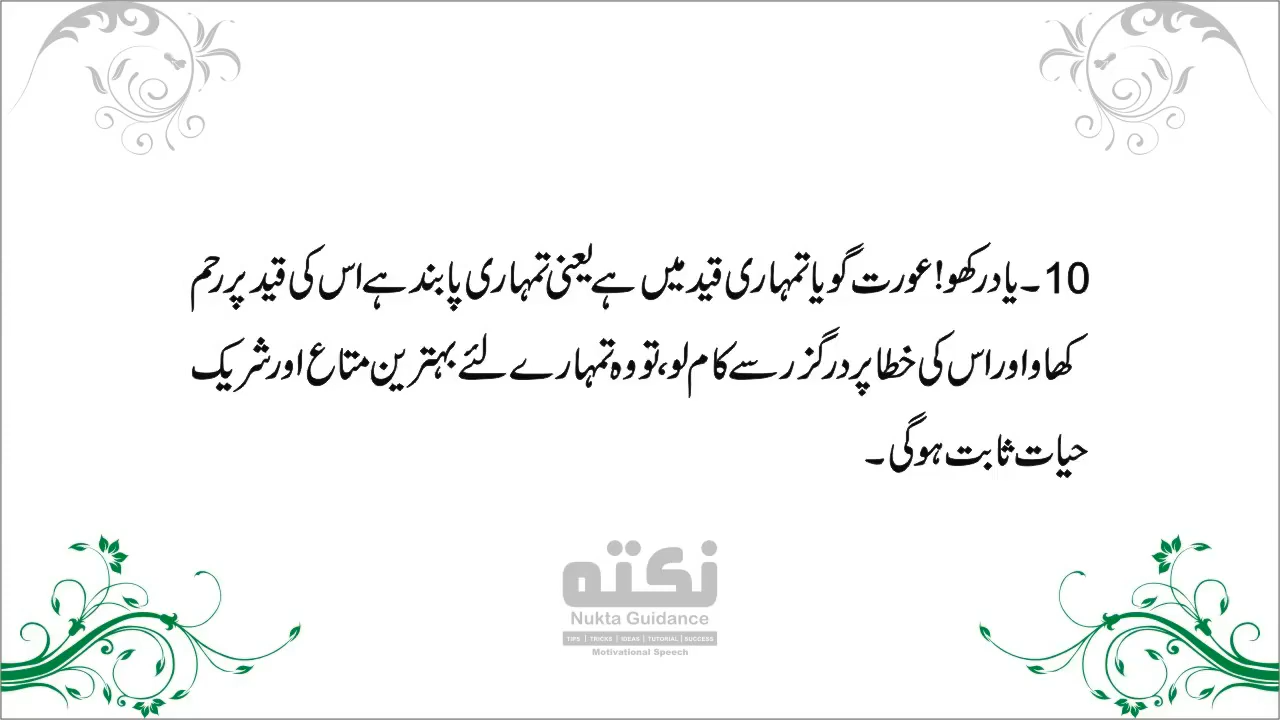 10۔ یاد رکھو! عورت گویا تمہاری قید میں ہے یعنی تمہاری پابند ہے اس کی قید پر رحم
کھاو اور اس کی خطا پر درگزر سے کام لو، تو وہ تمہارے لئے بہترین متاع اور شریک
حیات ثابت ہوگی۔
نکتہ
Nukta Guidance
TIPS | TRICKS | IDEAS | TUTORIAL | SUCCESS
Motivational Speech